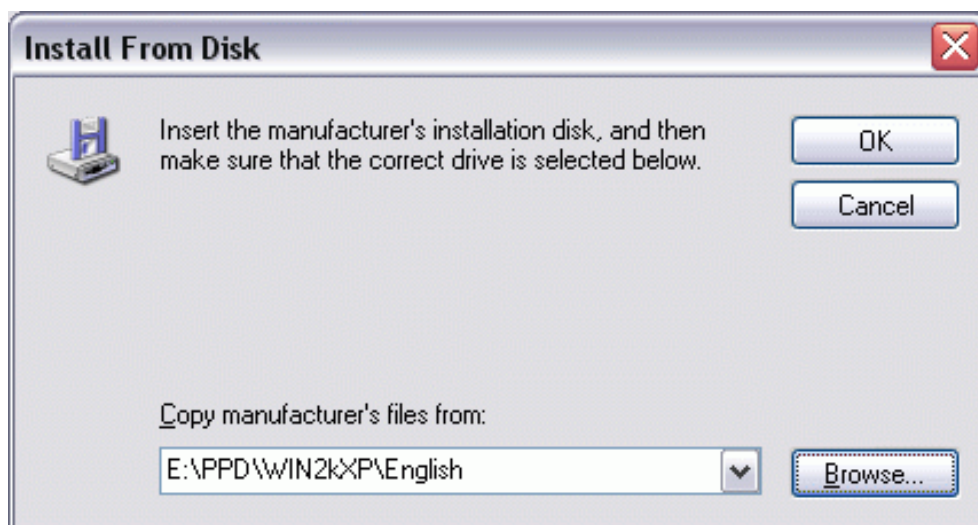 Install From Disk
Insert the manufacturer's installation disk, and then
make sure that the correct drive is selected below.
OK
Cancel
Copy manufacturer's files from:
E:\PPD\WIN2kXP\English
Browse...